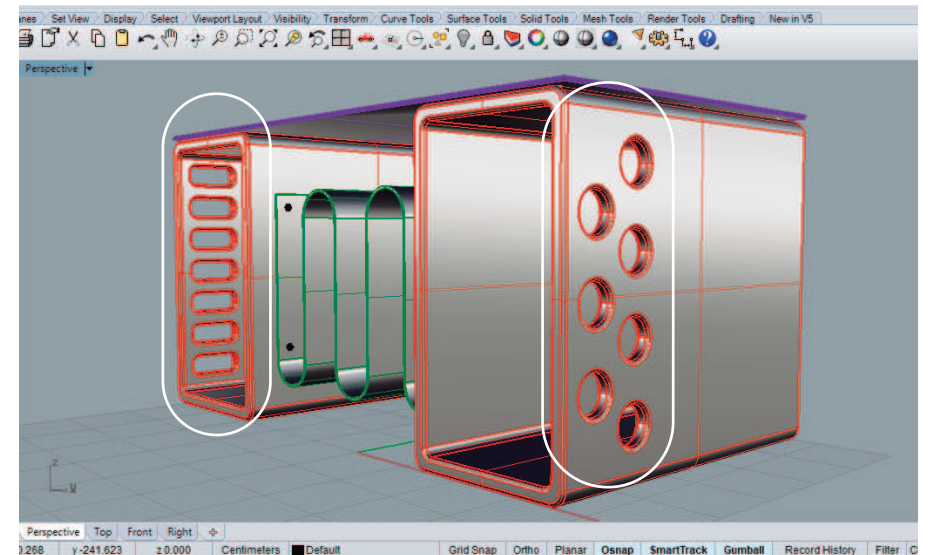 Set View Display Select Viewport Layout Visibility Transform Curve Tools Surface Tools Solid Tools Mesh Tools Render Tools Drafting New in V5
Perspective
z
Perspective Top Front Right
0.268 y -241.623 z 0.000 Centimeters Default Grid Snap Ortho Planar Osnap SmartTrack Gumball Record History Filter C